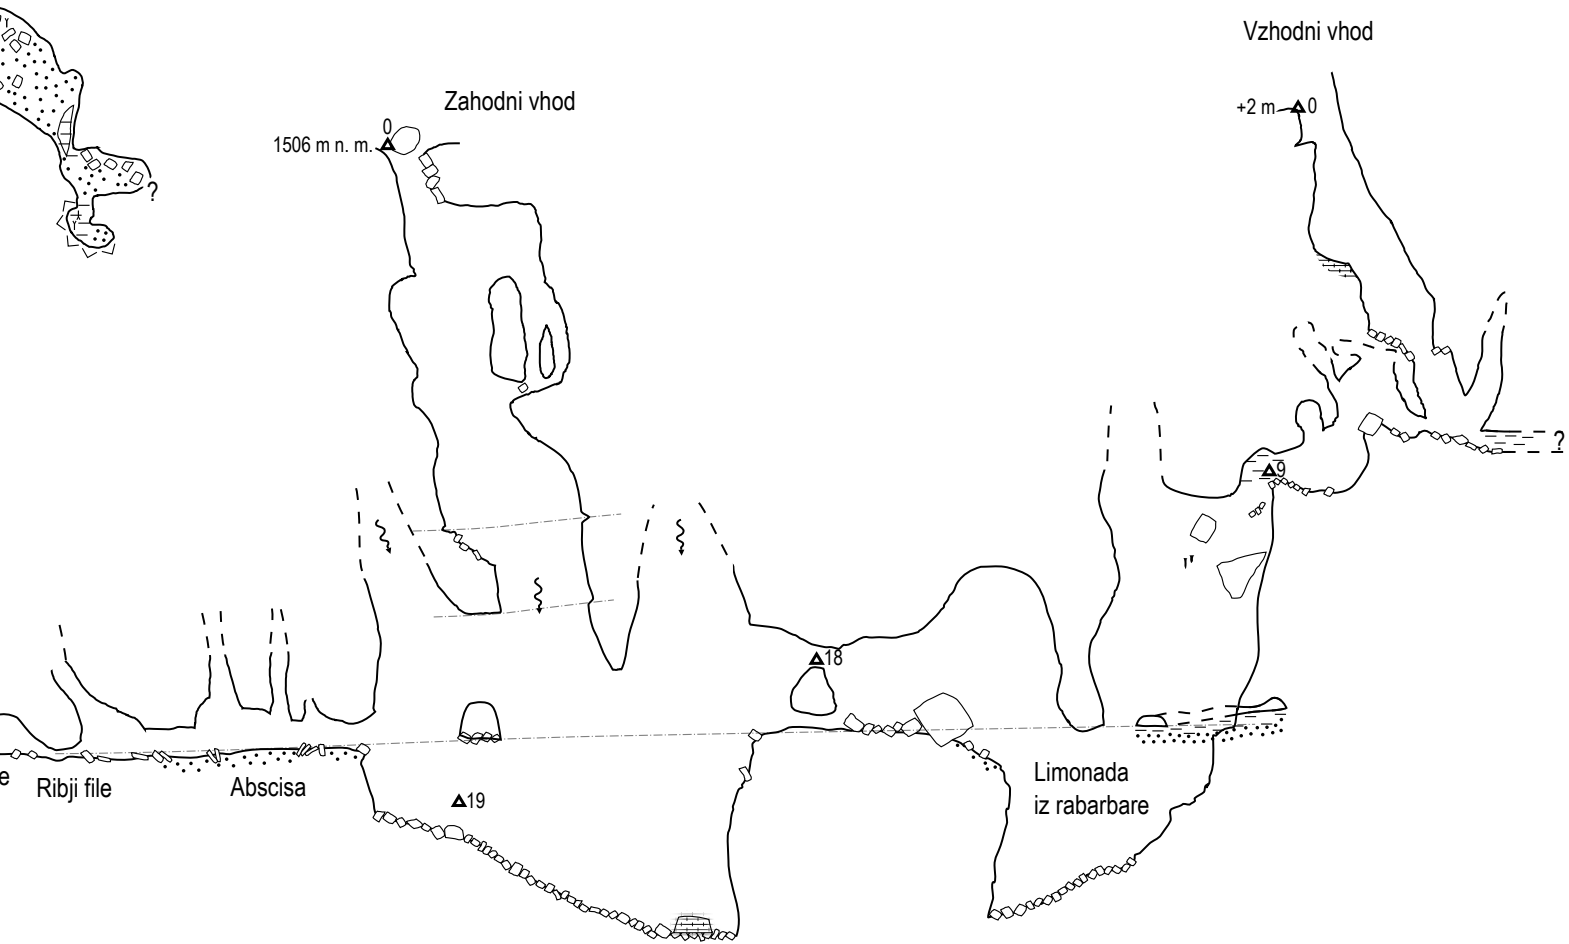 Vzhodni vhod
+2 m
0
Zahodni vhod
0
1506 m n. m.
?
?
9
18
Limonada
iz rabarbare
e
Ribji file
Abscisa
19